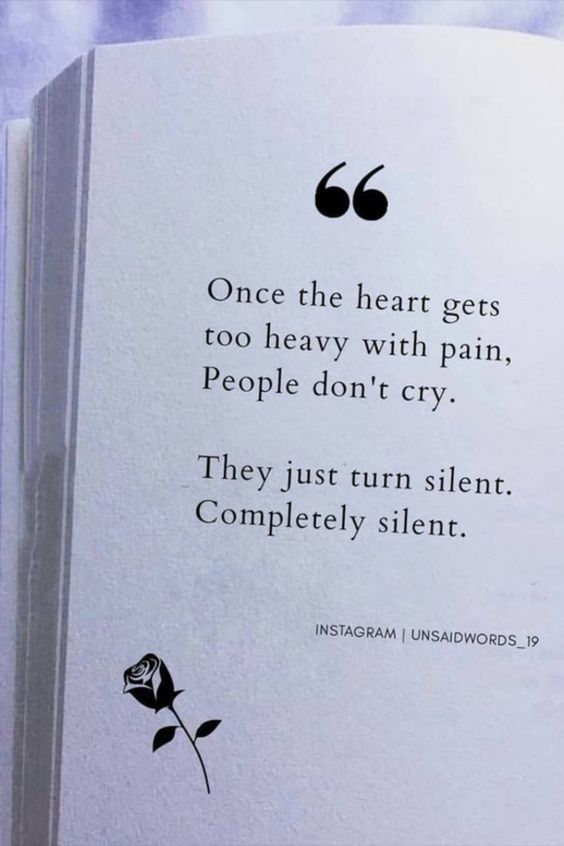 “
Once the heart gets
too heavy with pain,
People don't cry.
They just turn silent.
Completely silent.
INSTAGRAM | UNSAIDWORDS_19